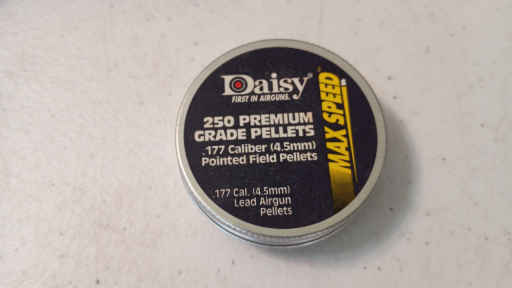 Daisy®
FIRST IN AIRGUNS.
250 PREMIUM
GRADE PELLETS
.177 Caliber (4.5mm)
Pointed Field Pellets
MAX SPEED
.177 Cal. (4.5mm)
Lead Airgun
Pellets